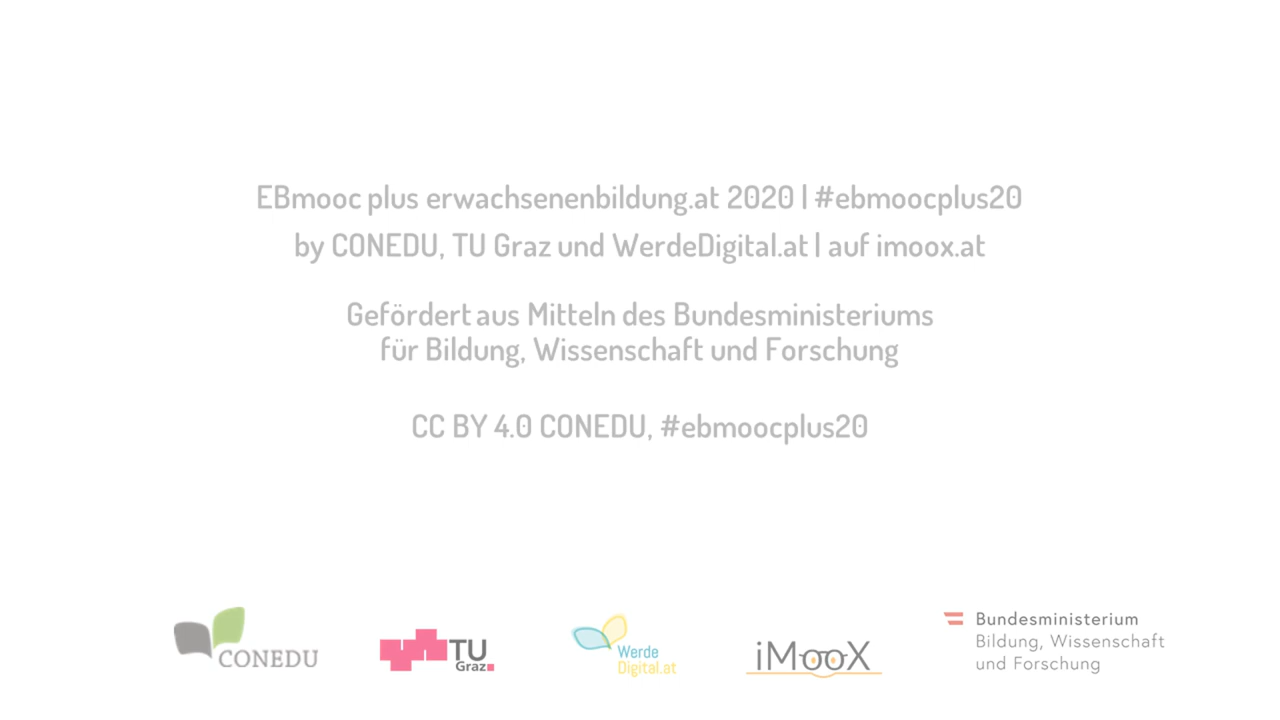 EBmooc plus erwachsenenbildung.at 2020 | #ebmoocplus20
by CONEDU, TU Graz und WerdeDigital.at | auf imoox.at
Gefördert aus Mitteln des Bundesministeriums
für Bildung, Wissenschaft und Forschung
CC BY 4.0 CONEDU, #ebmoocplus20
CONEDU
TU
Graz
Werde
Digital.at
iMooX
Bundesministerium
Bildung, Wissenschaft
und Forschung